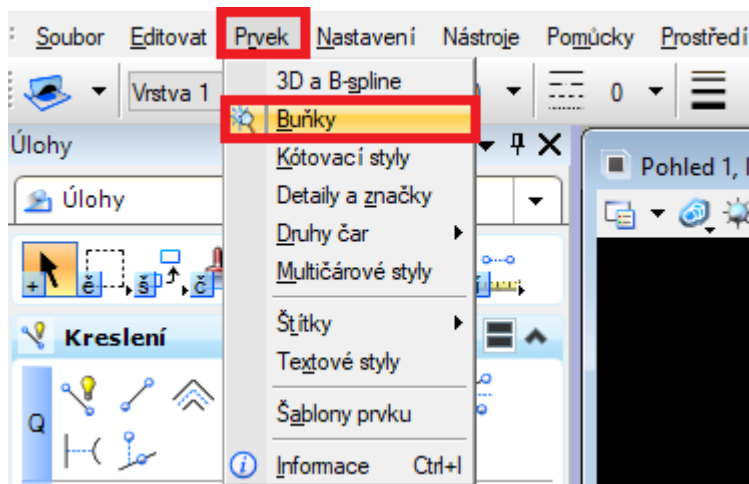 Soubor Editovat Prvek Nastavení Nástroje Pomůcky Prostředí
Vrstva 1
0
3D a B-spline
Buňky
Kótovací styly
Detaily a značky
Druhy čar
Multičárové styly
Štítky
Textové styly
Šablony prvku
Informace Ctrl+I
Úlohy
Úlohy
+ ě š č
Kreslení
Q
Pohled 1,